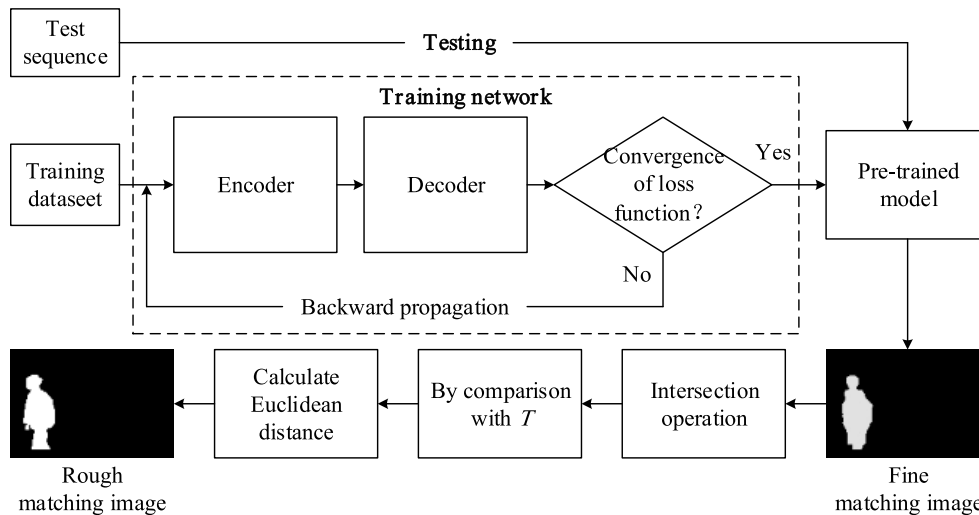 Test
sequence
Testing
Training network
Training
dataseet
Encoder
Decoder
Convergence
of loss
function？
Yes
Pre-trained
model
No
Backward propagation
Calculate
Euclidean
distance
By comparison
with T
Intersection
operation
Rough
matching image
Fine
matching image